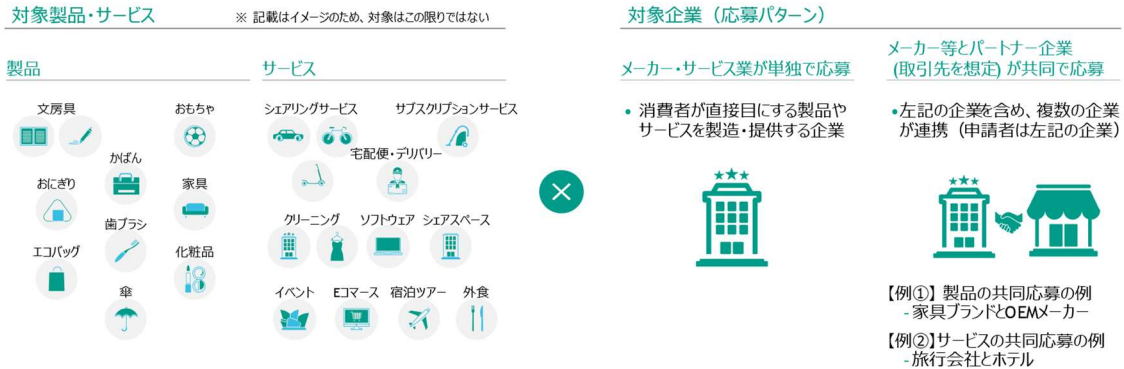 対象製品・サービス
※ 記載はイメージのため、対象はこの限りではない
製品
文房具
おもちゃ
かばん
おにぎり
家具
歯ブラシ
エコバッグ
化粧品
傘
サービス
シェアリングサービス
サブスクリプションサービス
宅配便・デリバリー
クリーニング
ソフトウェア
シェアスペース
イベント
Eコマース
宿泊ツアー
外食
対象企業（応募パターン）
メーカー・サービス業が単独で応募
• 消費者が直接目にする製品や
サービスを製造・提供する企業
メーカー等とパートナー企業
(取引先を想定) が共同で応募
•左記の企業を含め、複数の企業
が連携（申請者は左記の企業）
【例①】 製品の共同応募の例
- 家具ブランドとOEMメーカー
【例②】サービスの共同応募の例
- 旅行会社とホテル